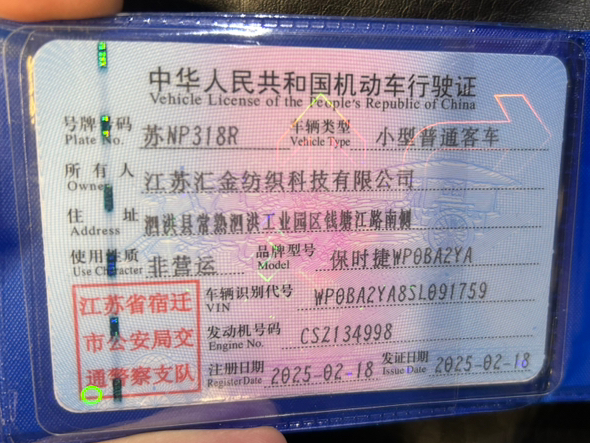 中华人民共和国机动车行驶证
Vehicle License of the People's Republic of China
号牌号码 苏NP318R 车辆类型 小型普通客车
Plate No. Vehicle Type
所有人 江苏汇金纺织科技有限公司
Owner
住址 泗洪县常熟泗洪工业园区钱塘江路南侧
Address
使用性质 非营运 品牌型号 保时捷WP0BA2YA
Use Character Model
江苏省宿迁 车辆识别代号 WP0BA2YA8SL091759
VIN
市公安局交 发动机号码 CSZ134998
Engine No.
通警察支队 注册日期 2025-02-18 发证日期 2025-02-18
Register Date Issue Date